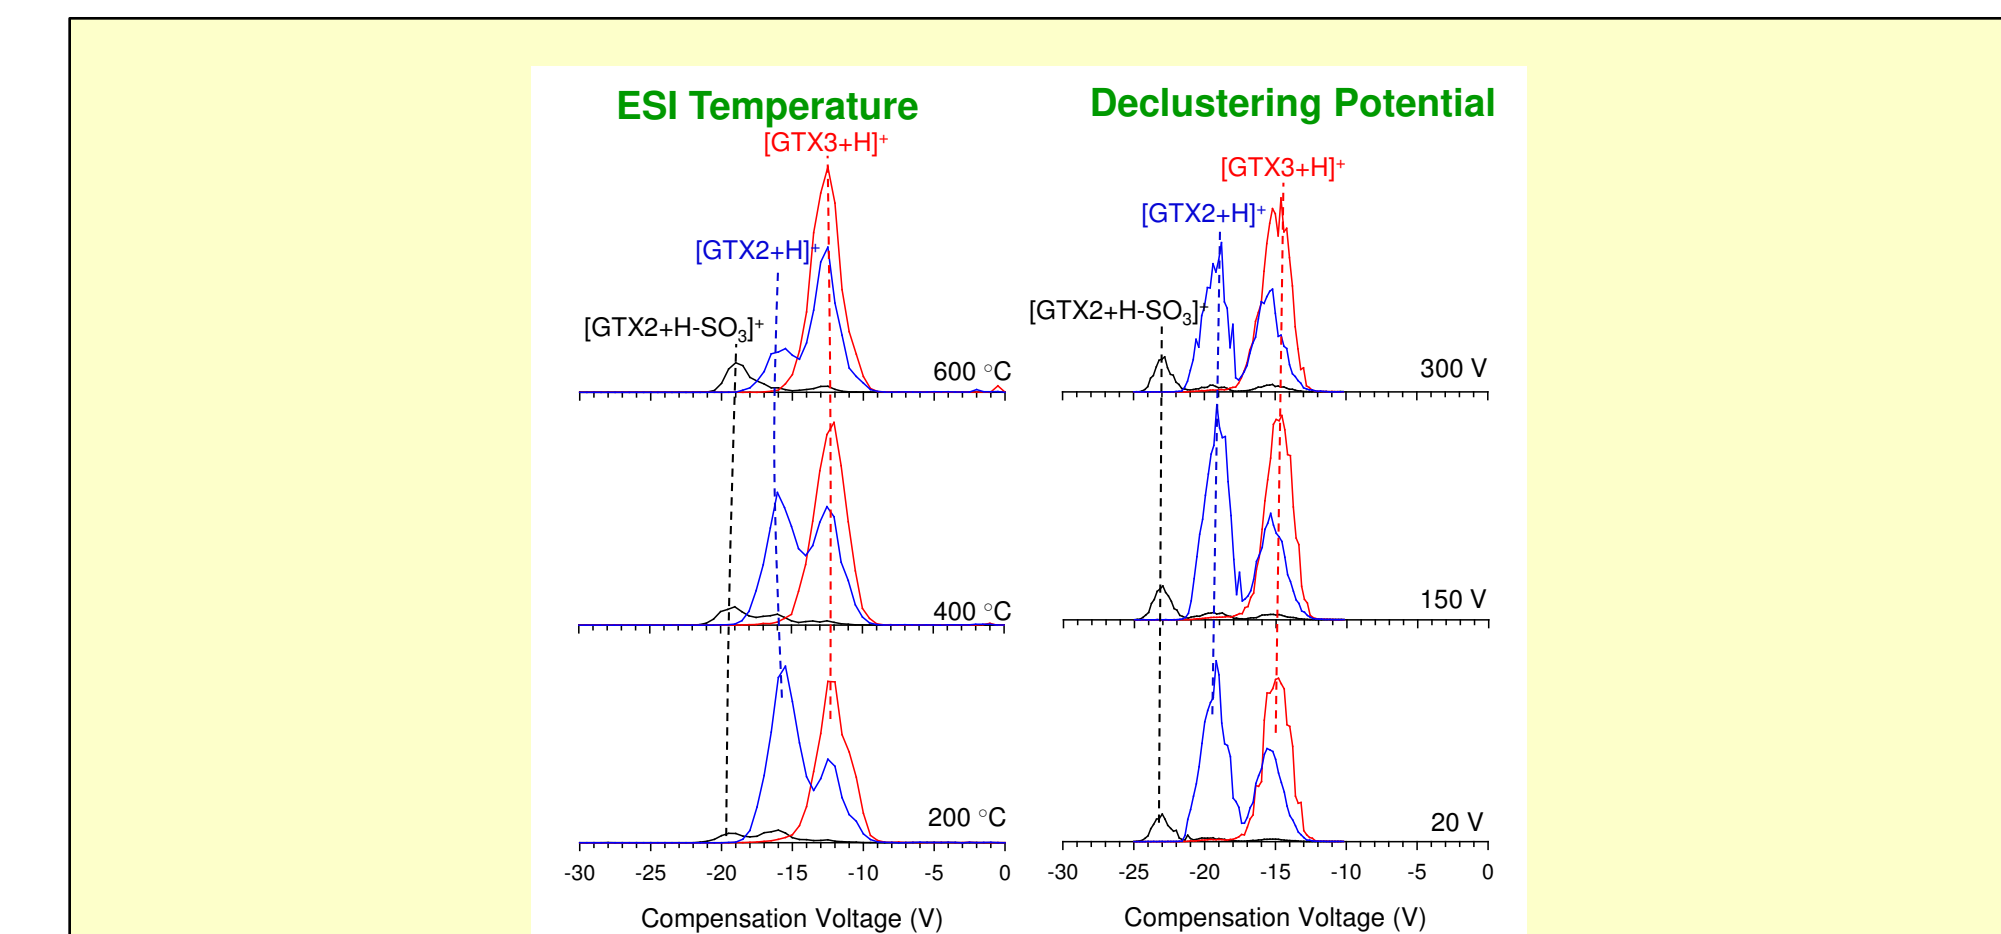 ESI Temperature
[GTX3+H]⁺
[GTX2+H]⁺
[GTX2+H-SO₃]⁺
600 °C
400 °C
200 °C
-30 -25 -20 -15 -10 -5 0
Compensation Voltage (V)
Declustering Potential
[GTX3+H]⁺
[GTX2+H]⁺
[GTX2+H-SO₃]⁺
300 V
150 V
20 V
-30 -25 -20 -15 -10 -5 0
Compensation Voltage (V)